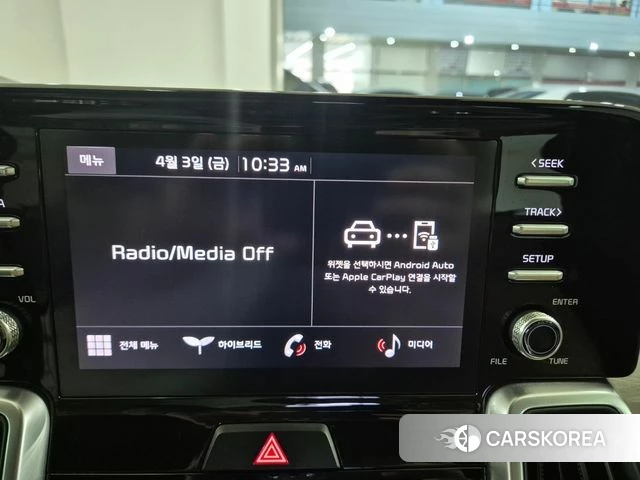 메뉴 4월 3일 (금) 10:33 AM
< SEEK
A
TRACK >
Radio/Media Off
위젯을 선택하시면 Android Auto
또는 Apple CarPlay 연결을 시작할
수 있습니다.
SETUP
VOL
ENTER
전체 메뉴 하이브리드 전화 미디어
FILE TUNE
CARSKOREA